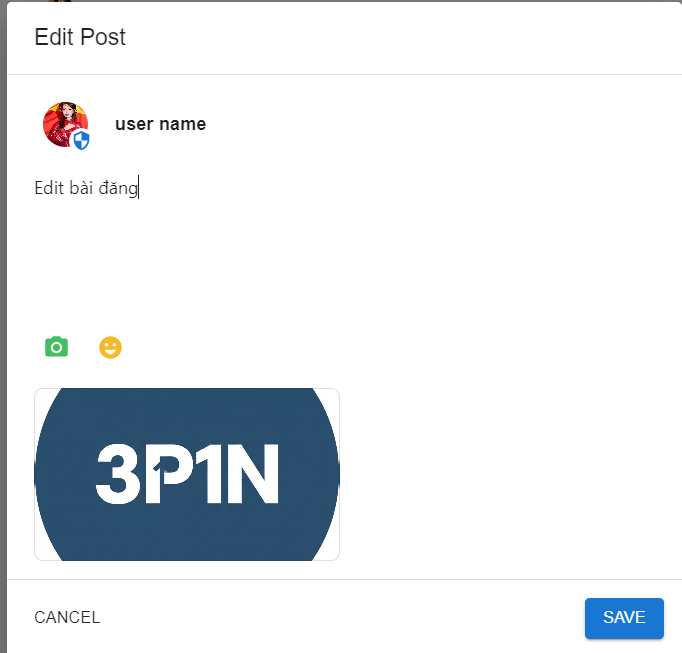 Edit Post
user name
Edit bài đăng
3P1N
CANCEL
SAVE